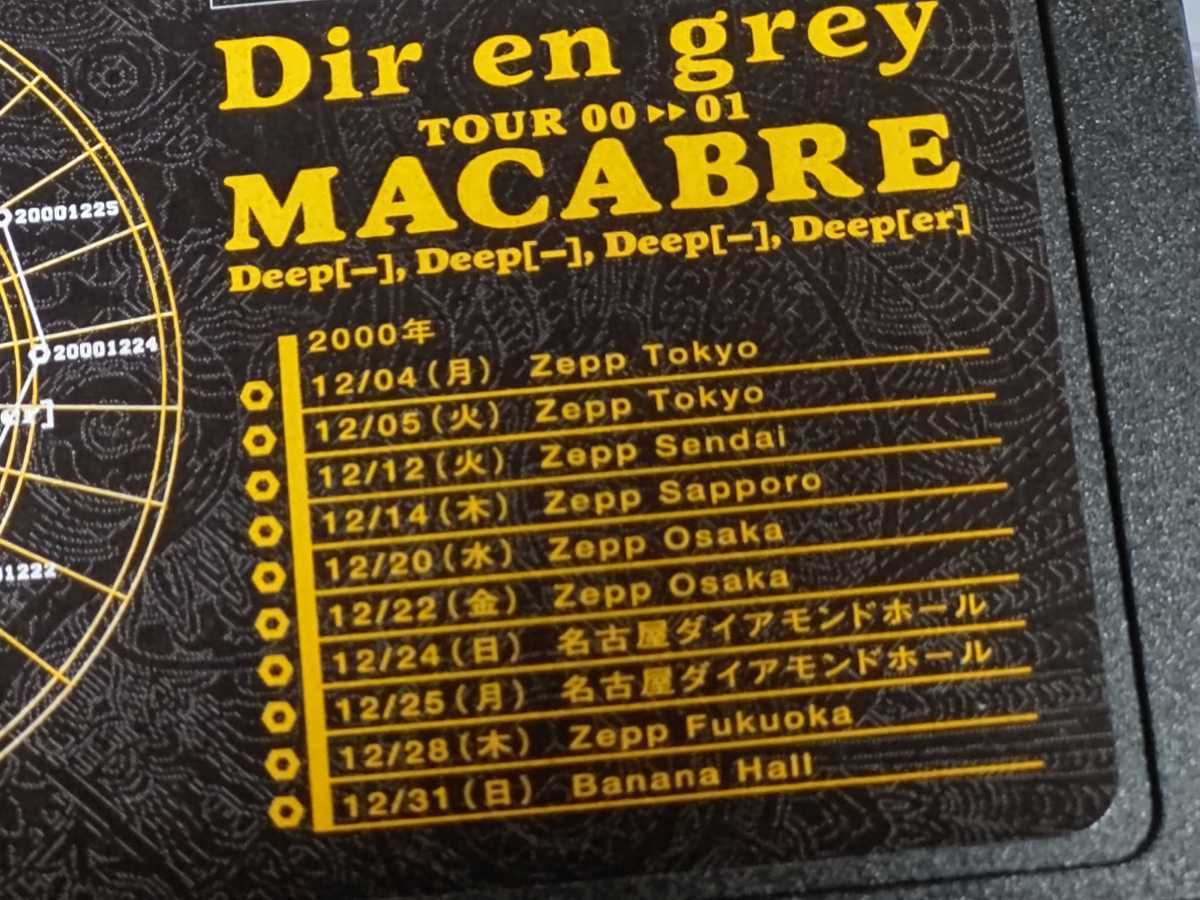 Dir en grey
TOUR 00▸▸01
MACABRE
Deep[−], Deep[−], Deep[−], Deep[er]
20001225
20001224
er]
1222
2000年
12/04(月) Zepp Tokyo
12/05(火) Zepp Tokyo
12/12(火) Zepp Sendai
12/14(木) Zepp Sapporo
12/20(水) Zepp Osaka
12/22(金) Zepp Osaka
12/24(日) 名古屋ダイアモンドホール
12/25(月) 名古屋ダイアモンドホール
12/28(木) Zepp Fukuoka
12/31(日) Banana Hall